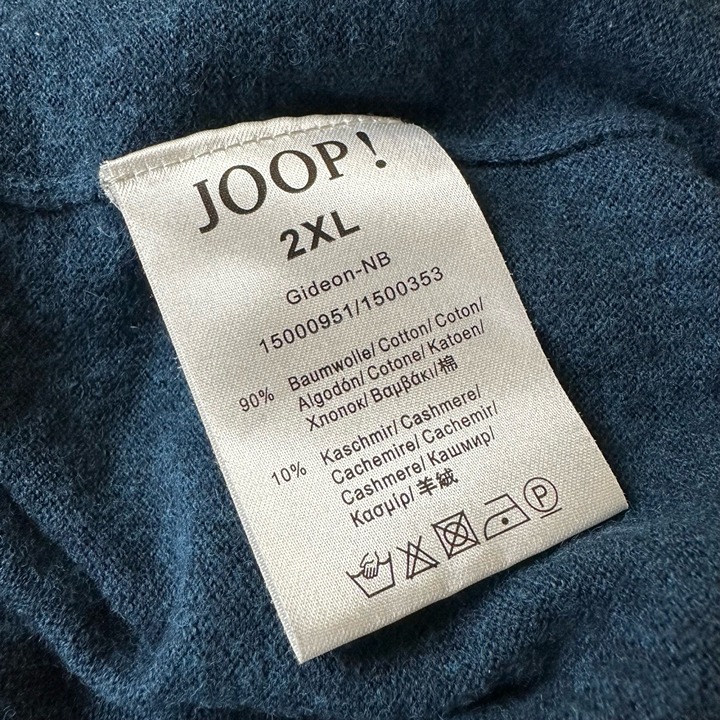 JOOP!
2XL
Gideon-NB
15000951/1500353
90% Baumwolle/ Cotton/ Coton/
Algodón/ Cotone/ Katoen/
Хлопок/ Βαμβάκι/棉
10% Kaschmir/ Cashmere/
Cachemire/ Cachemir/
Cashmere/ Кашмир/
Κασμίρ/ 羊絨
P